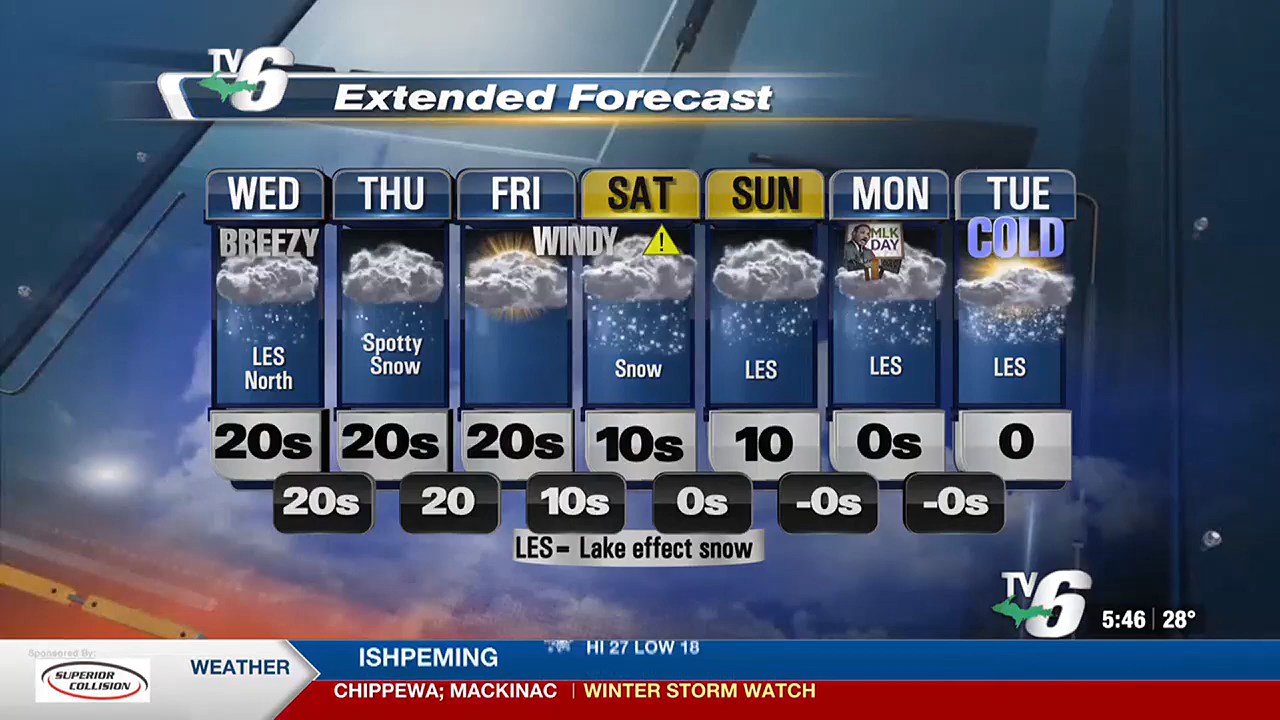 TV6
Extended Forecast
WED THU FRI SAT SUN MON TUE
BREEZY WINDY ! MLK DAY COLD
LES North
Spotty Snow
Snow
LES
LES
LES
20s 20s 20s 10s 10 0s 0
20s 20 10s 0s -0s -0s
LES= Lake effect snow
TV6
5:46 28°
Sponsored By:
SUPERIOR COLLISION
WEATHER
ISHPEMING HI 27 LOW 18
CHIPPEWA; MACKINAC | WINTER STORM WATCH